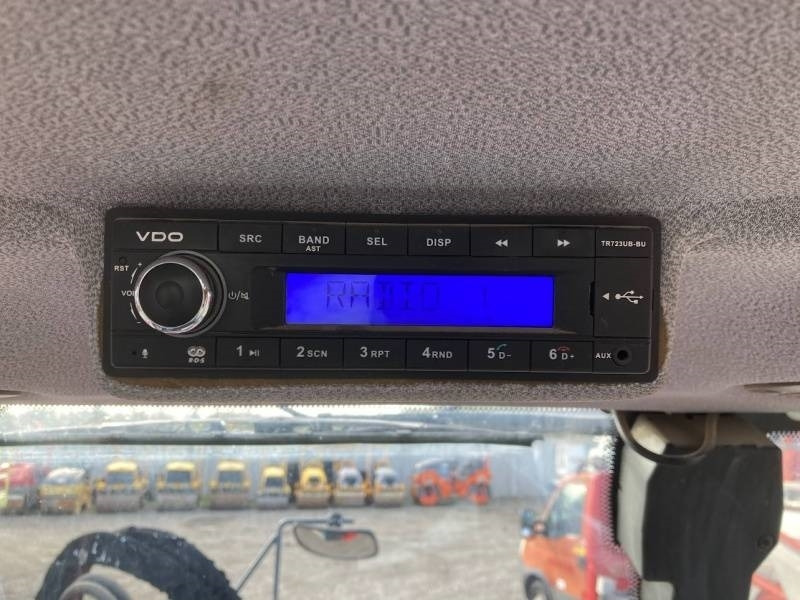 VDO SRC BAND SEL DISP TR723UB-BU
AST
RST
VOL
RADIO 1
1 2 SCN 3 RPT 4 RND 5 D- 6 D+ AUX
R·D·S